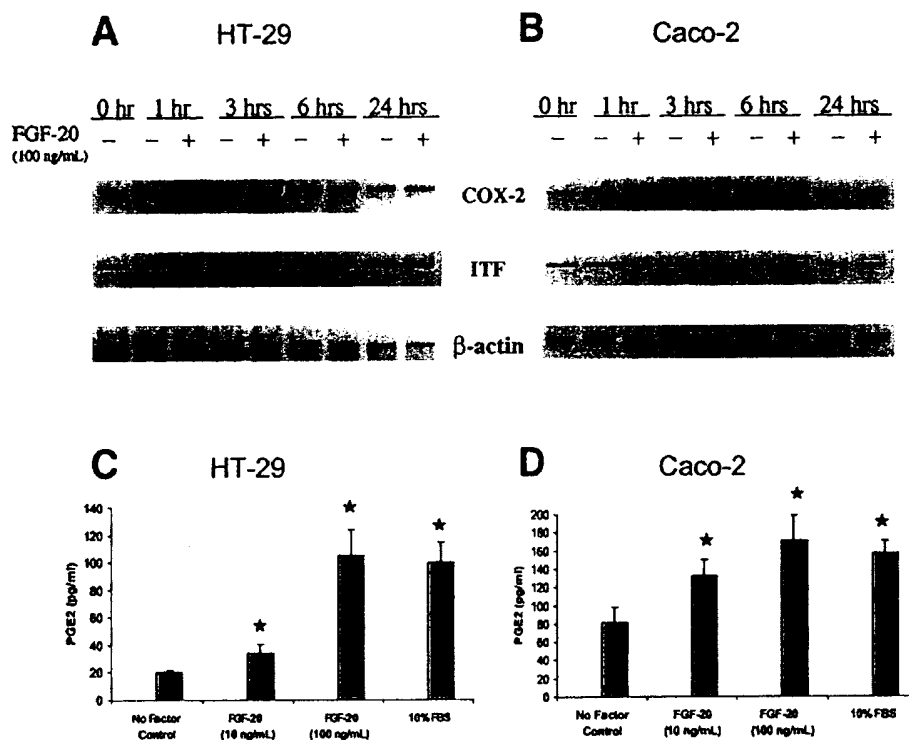 A HT-29
B Caco-2
0 hr 1 hr 3 hrs 6 hrs 24 hrs
0 hr 1 hr 3 hrs 6 hrs 24 hrs
FGF-20 − − + − + − + − +
− − + − + − + − +
(100 ng/mL)
COX-2
ITF
β-actin
C HT-29
PGE2 (pg/ml)
140
120
100
80
60
40
20
0
★ ★ ★
No Factor Control
FGF-20 (10 ng/mL)
FGF-20 (100 ng/mL)
10% FBS
D Caco-2
PGE2 (pg/ml)
200
180
160
140
120
100
80
60
40
20
0
★ ★ ★
No Factor Control
FGF-20 (10 ng/mL)
FGF-20 (100 ng/mL)
10% FBS